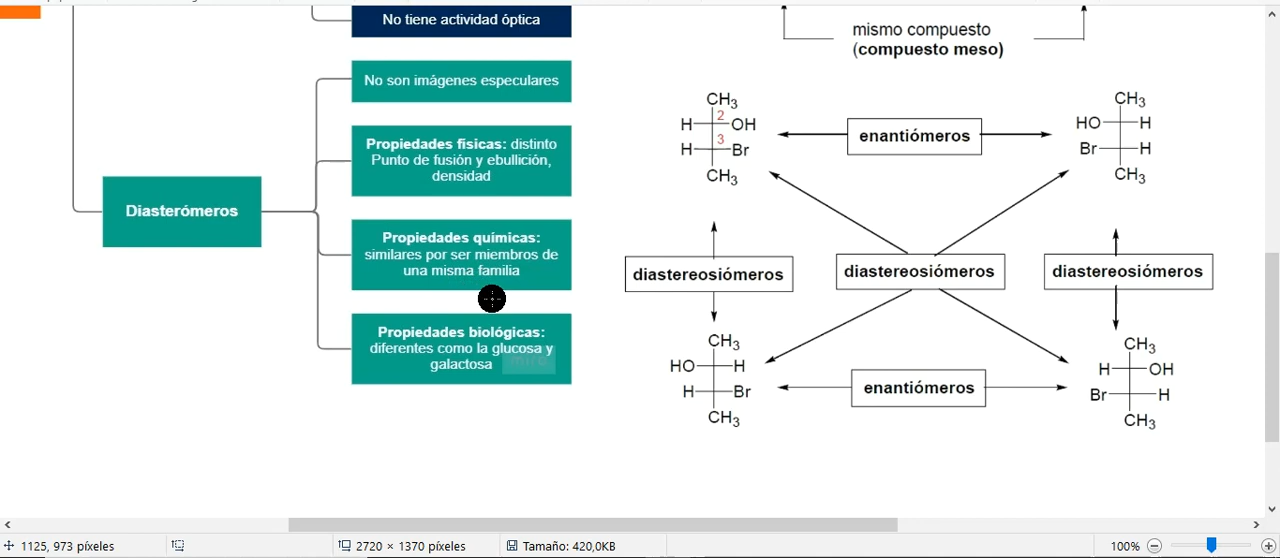 No tiene actividad óptica
No son imágenes especulares
Propiedades físicas: distinto
Punto de fusión y ebullición,
densidad
Diasterómeros
Propiedades químicas:
similares por ser miembros de
una misma familia
Propiedades biológicas:
diferentes como la glucosa y
galactosa
mismo compuesto
(compuesto meso)
CH3
2
H OH
3
H Br
CH3
enantiómeros
CH3
HO H
Br H
CH3
diastereosiómeros
diastereosiómeros
diastereosiómeros
CH3
HO H
H Br
CH3
enantiómeros
CH3
H OH
Br H
CH3
1125, 973 píxeles
2720 × 1370 píxeles
Tamaño: 420,0KB
100%